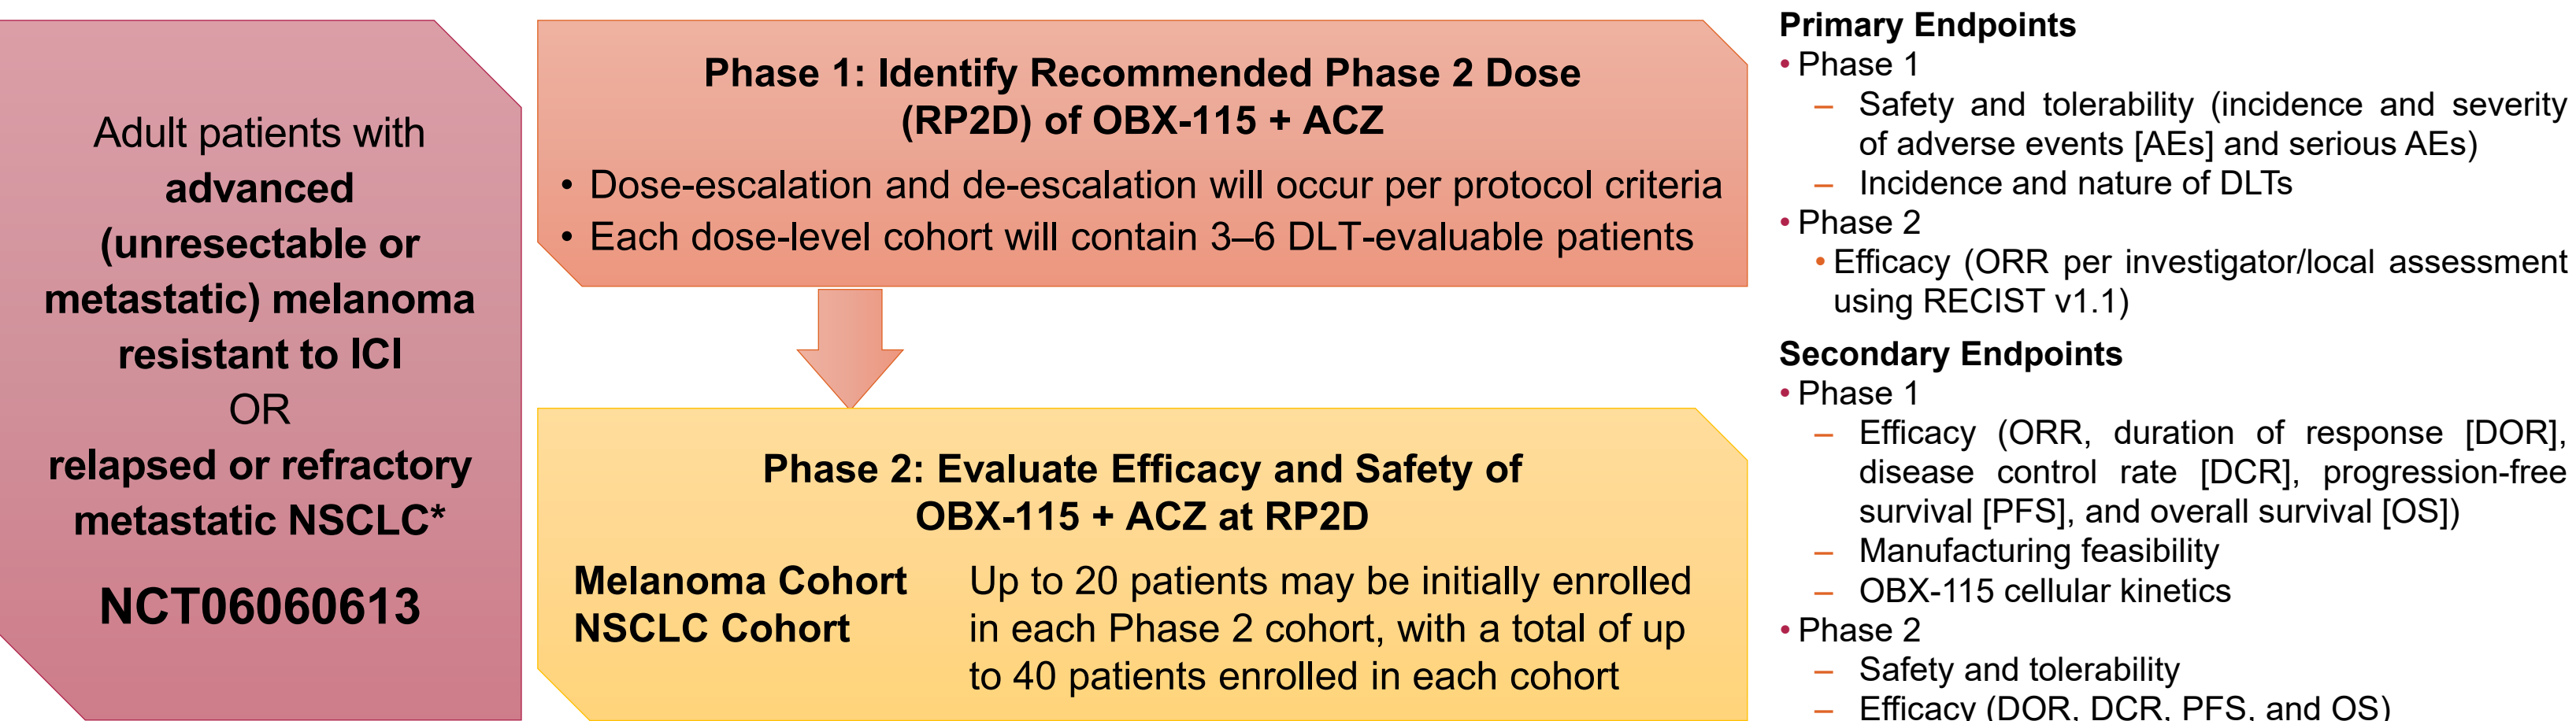 Adult patients with
advanced
(unresectable or
metastatic) melanoma
resistant to ICI
OR
relapsed or refractory
metastatic NSCLC*
NCT06060613
Phase 1: Identify Recommended Phase 2 Dose
(RP2D) of OBX-115 + ACZ
• Dose-escalation and de-escalation will occur per protocol criteria
• Each dose-level cohort will contain 3–6 DLT-evaluable patients
Phase 2: Evaluate Efficacy and Safety of
OBX-115 + ACZ at RP2D
Melanoma Cohort
NSCLC Cohort
Up to 20 patients may be initially enrolled
in each Phase 2 cohort, with a total of up
to 40 patients enrolled in each cohort
Primary Endpoints
• Phase 1
– Safety and tolerability (incidence and severity
of adverse events [AEs] and serious AEs)
– Incidence and nature of DLTs
• Phase 2
• Efficacy (ORR per investigator/local assessment
using RECIST v1.1)
Secondary Endpoints
• Phase 1
– Efficacy (ORR, duration of response [DOR],
disease control rate [DCR], progression-free
survival [PFS], and overall survival [OS])
– Manufacturing feasibility
– OBX-115 cellular kinetics
• Phase 2
– Safety and tolerability
– Efficacy (DOR, DCR, PFS, and OS)